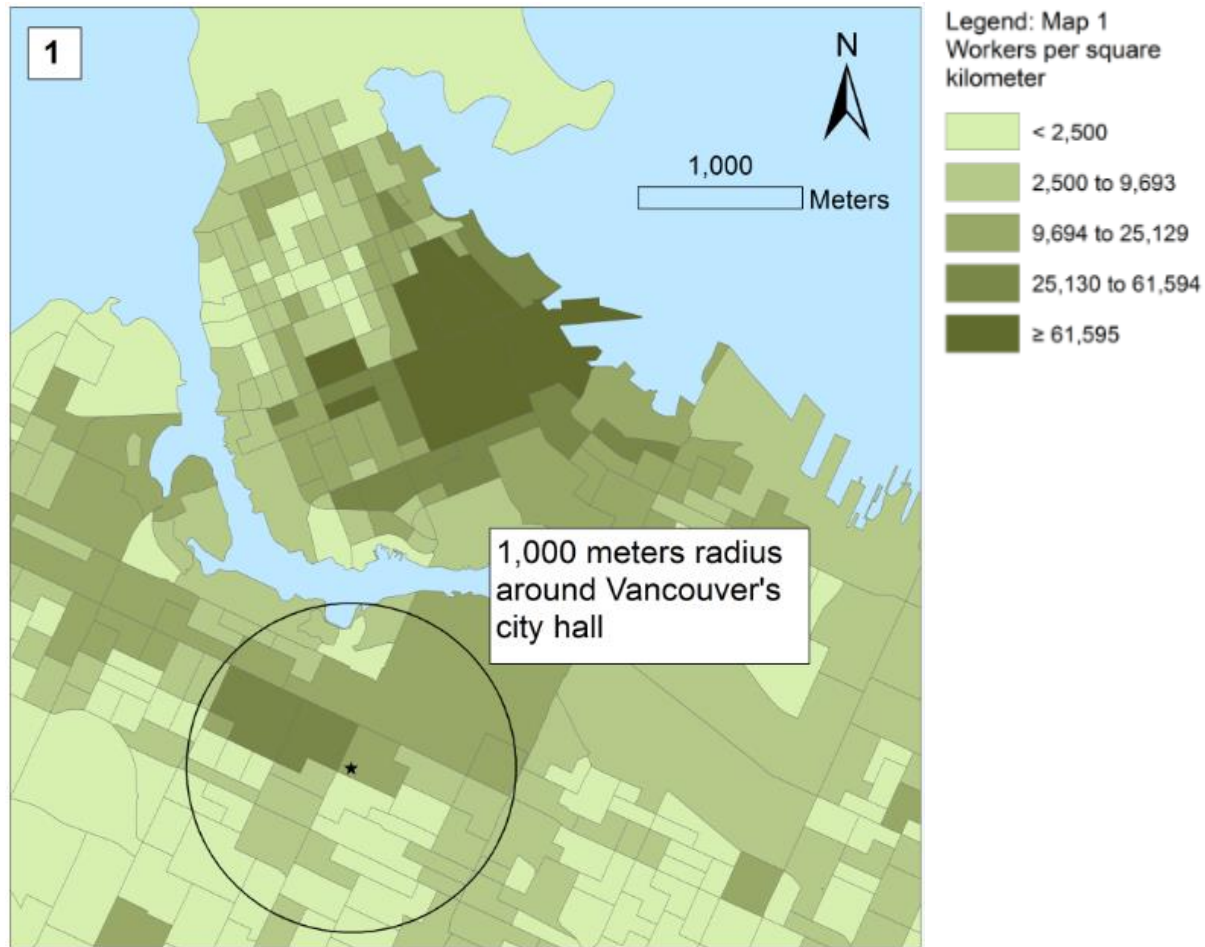 1
N
1,000
Meters
1,000 meters radius
around Vancouver's
city hall
Legend: Map 1
Workers per square
kilometer
< 2,500
2,500 to 9,693
9,694 to 25,129
25,130 to 61,594
≥ 61,595